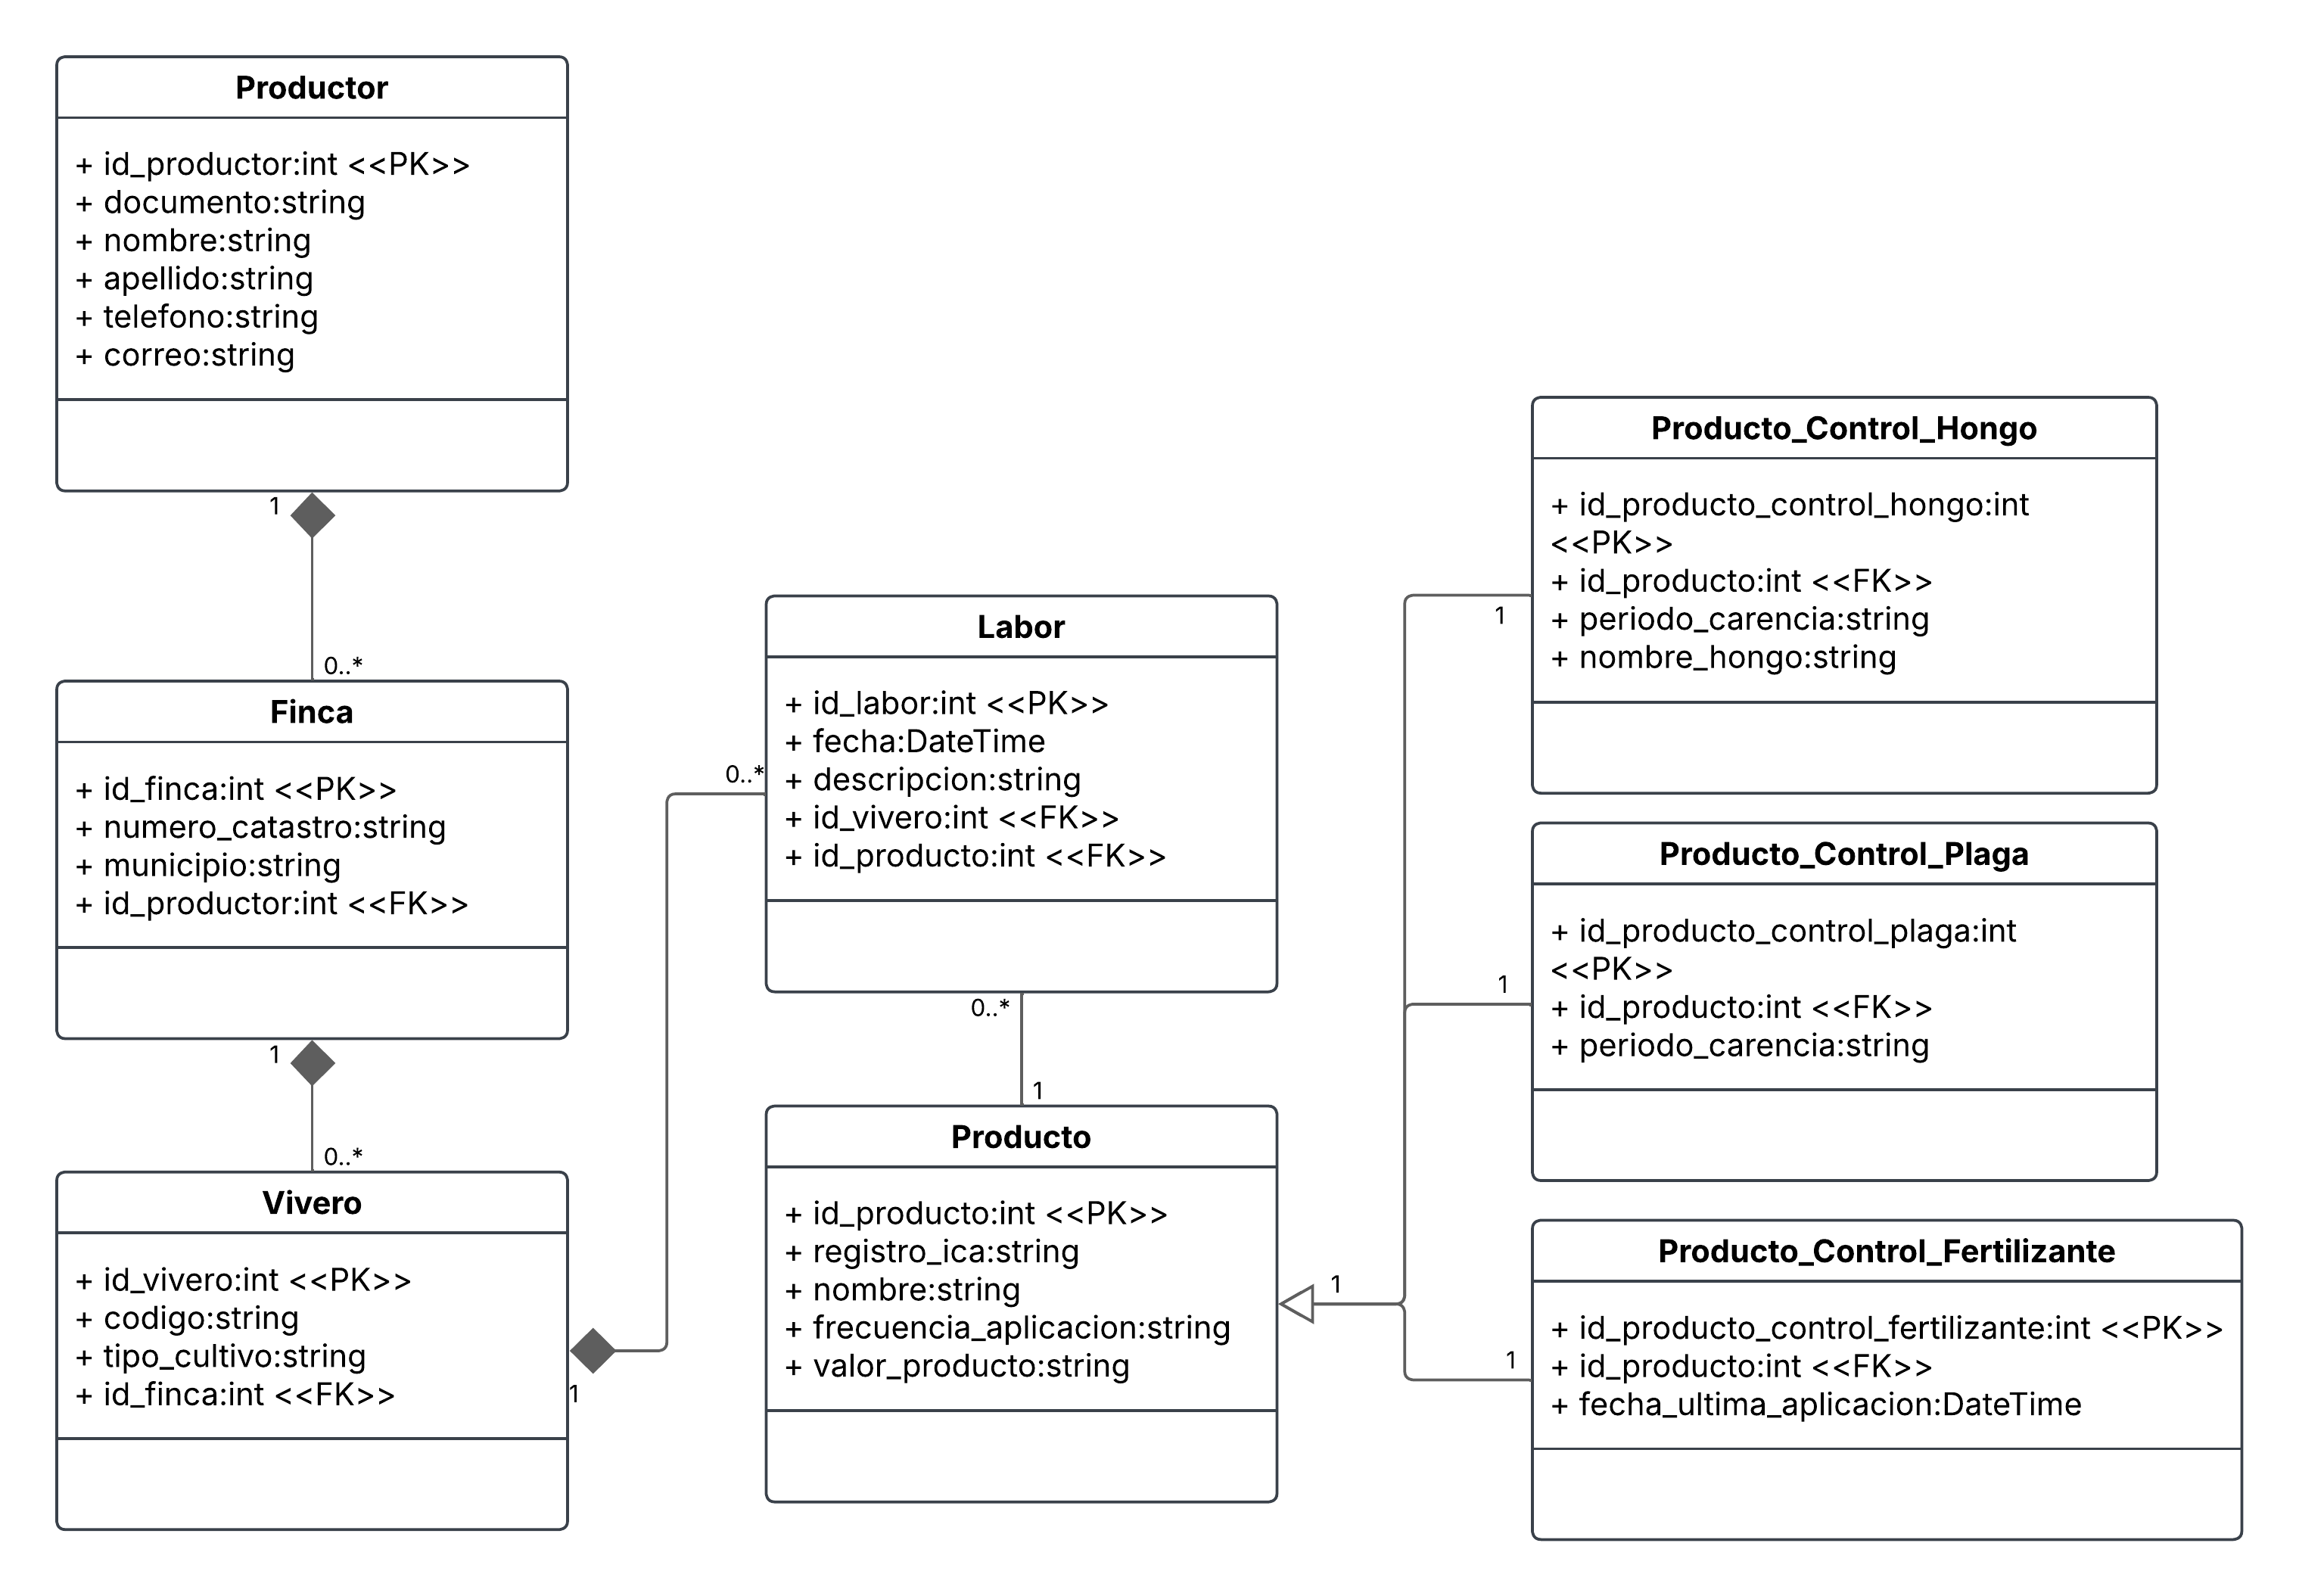 Productor
+ id_productor:int <<PK>>
+ documento:string
+ nombre:string
+ apellido:string
+ telefono:string
+ correo:string
1
0..*
Finca
+ id_finca:int <<PK>>
+ numero_catastro:string
+ municipio:string
+ id_productor:int <<FK>>
1
0..*
Vivero
+ id_vivero:int <<PK>>
+ codigo:string
+ tipo_cultivo:string
+ id_finca:int <<FK>>
1
0..*
Labor
+ id_labor:int <<PK>>
+ fecha:DateTime
+ descripcion:string
+ id_vivero:int <<FK>>
+ id_producto:int <<FK>>
0..*
1
Producto
+ id_producto:int <<PK>>
+ registro_ica:string
+ nombre:string
+ frecuencia_aplicacion:string
+ valor_producto:string
1
Producto_Control_Hongo
+ id_producto_control_hongo:int
<<PK>>
+ id_producto:int <<FK>>
+ periodo_carencia:string
+ nombre_hongo:string
1
Producto_Control_Plaga
+ id_producto_control_plaga:int
<<PK>>
+ id_producto:int <<FK>>
+ periodo_carencia:string
1
Producto_Control_Fertilizante
+ id_producto_control_fertilizante:int <<PK>>
+ id_producto:int <<FK>>
+ fecha_ultima_aplicacion:DateTime
1